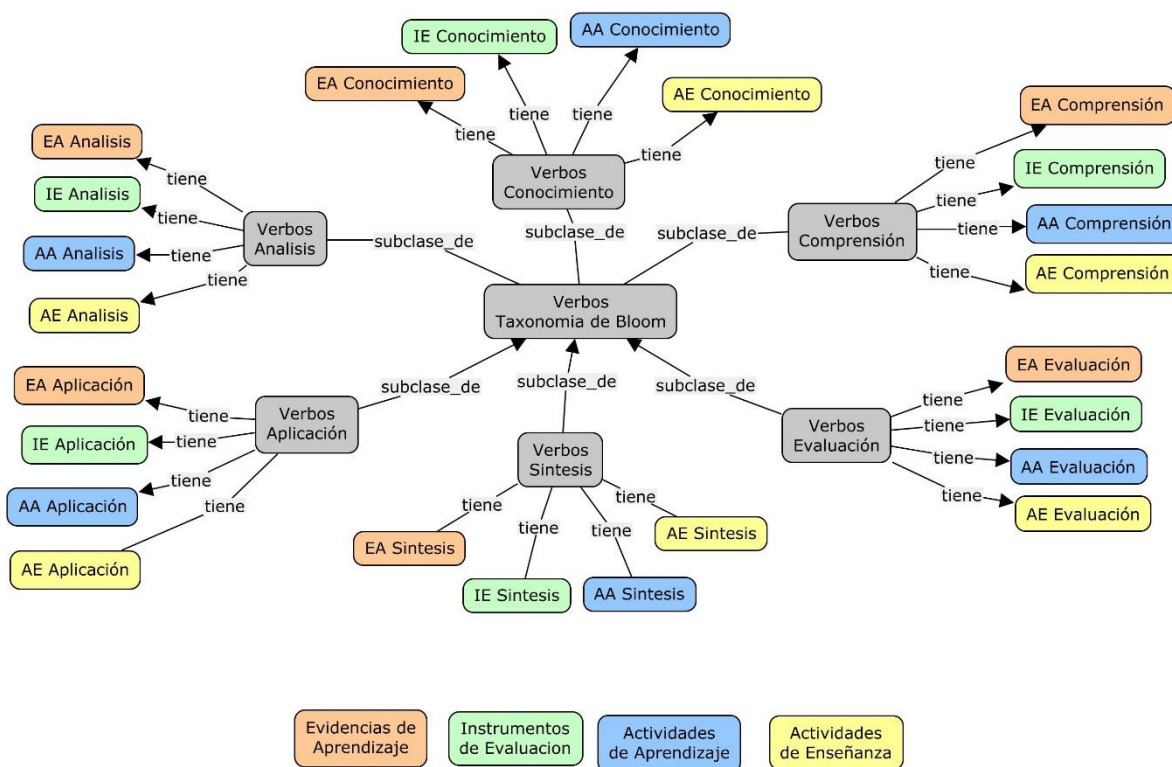 IE Conocimiento
AA Conocimiento
EA Conocimiento
AE Conocimiento
tiene
tiene
tiene
tiene
Verbos
Conocimiento
EA Analisis
IE Analisis
AA Analisis
AE Analisis
tiene
tiene
tiene
tiene
Verbos
Analisis
subclase_de
subclase_de
subclase_de
EA Comprensión
IE Comprensión
AA Comprensión
AE Comprensión
tiene
tiene
tiene
tiene
Verbos
Comprensión
Verbos
Taxonomia de Bloom
EA Aplicación
IE Aplicación
AA Aplicación
AE Aplicación
tiene
tiene
tiene
tiene
Verbos
Aplicación
subclase_de
subclase_de
subclase_de
Verbos
Sintesis
tiene
tiene
tiene
tiene
EA Sintesis
IE Sintesis
AA Sintesis
AE Sintesis
Verbos
Evaluación
tiene
tiene
tiene
tiene
EA Evaluación
IE Evaluación
AA Evaluación
AE Evaluación
Evidencias de
Aprendizaje
Instrumentos
de Evaluacion
Actividades
de Aprendizaje
Actividades
de Enseñanza